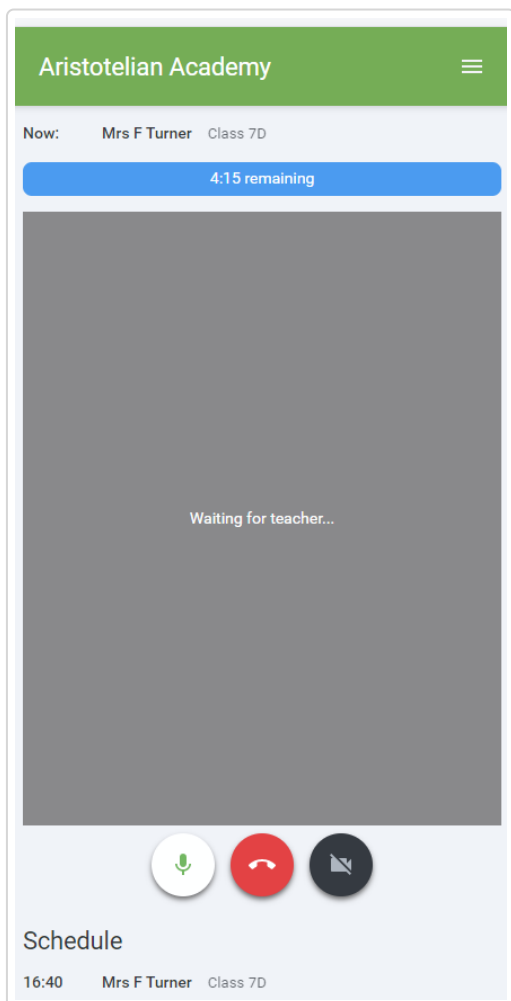 Aristotelian Academy
Now: Mrs F Turner Class 7D
4:15 remaining
Waiting for teacher...
Schedule
16:40 Mrs F Turner Class 7D